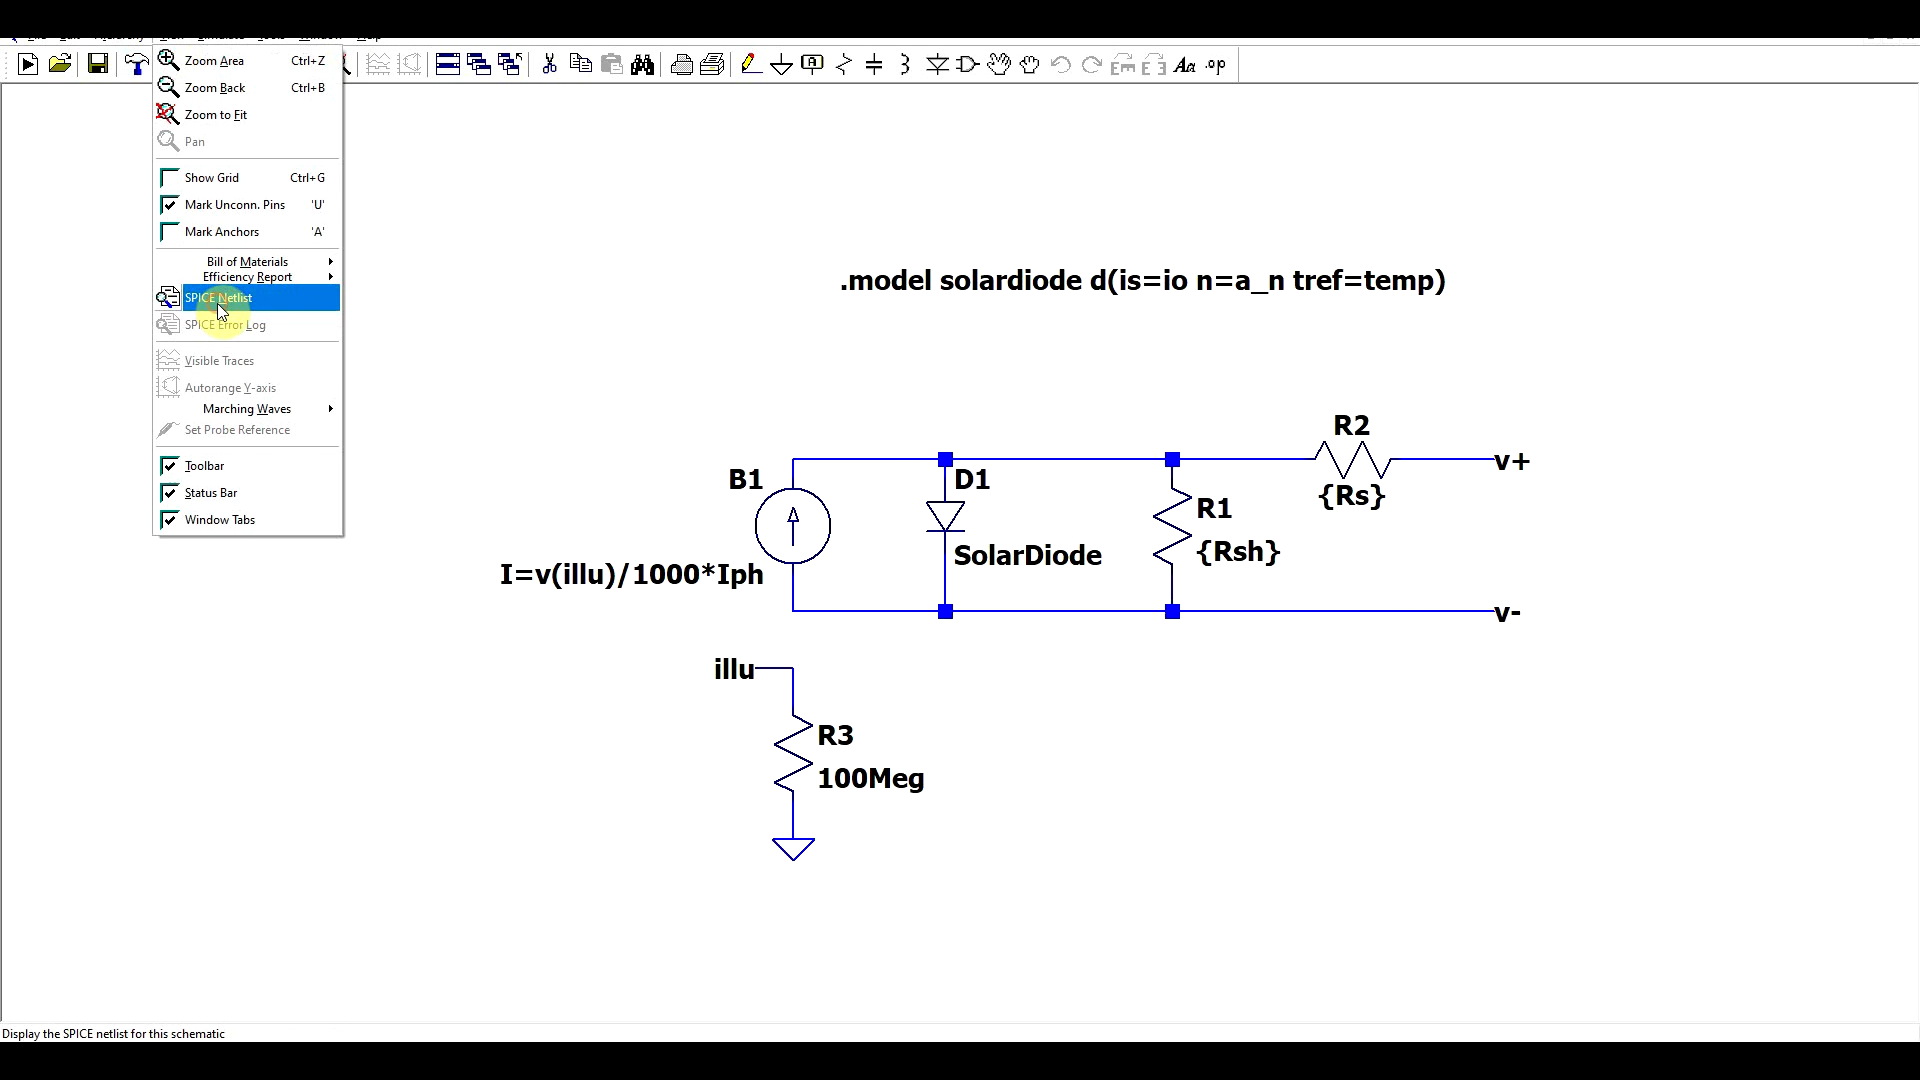 Zoom Area Ctrl+Z
Zoom Back Ctrl+B
Zoom to Fit
Pan
Show Grid Ctrl+G
Mark Unconn. Pins 'U'
Mark Anchors 'A'
Bill of Materials
Efficiency Report
SPICE Netlist
SPICE Error Log
Visible Traces
Autorange Y-axis
Marching Waves
Set Probe Reference
Toolbar
Status Bar
Window Tabs
A
Aa
.op
.model solardiode d(is=io n=a_n tref=temp)
R2
v+
{Rs}
B1
D1
R1
{Rsh}
SolarDiode
I=v(illu)/1000*Iph
v-
illu
R3
100Meg
Display the SPICE netlist for this schematic